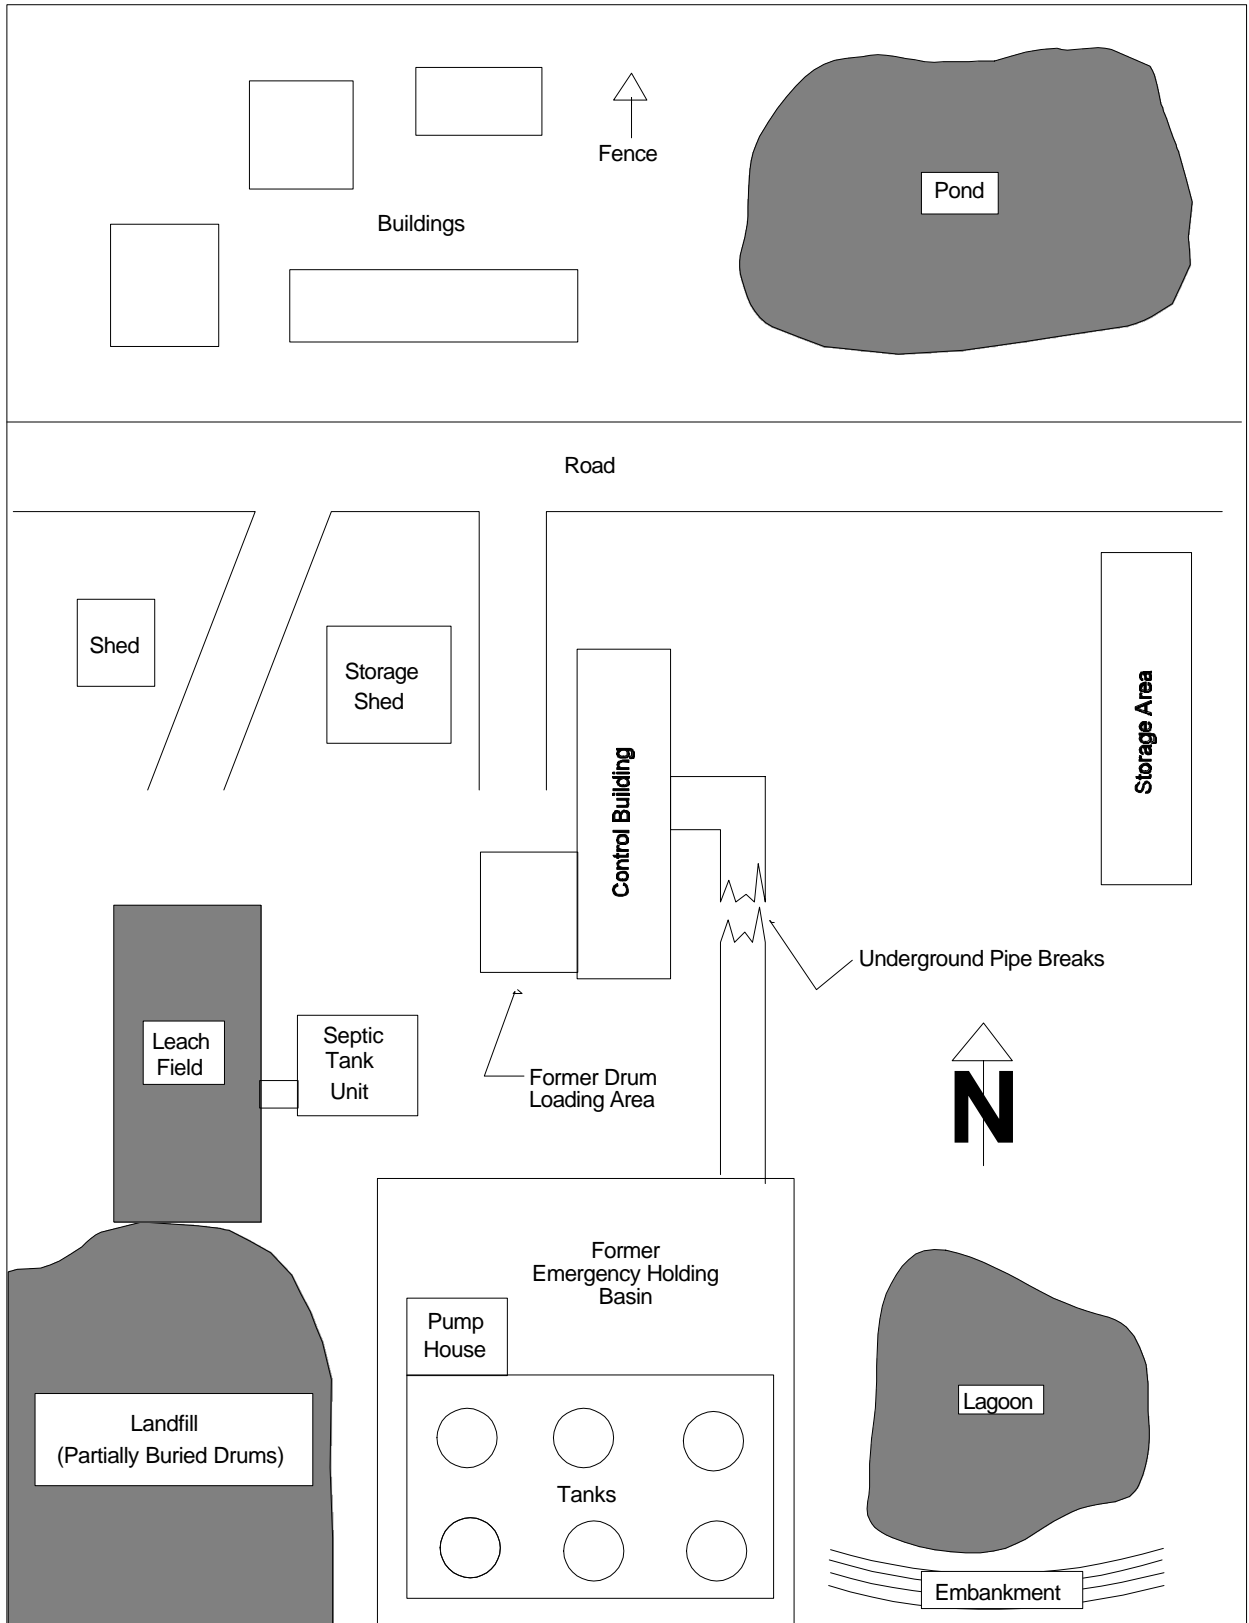 Fence
Pond
Buildings
Road
Shed
Storage
Shed
Control Building
Storage Area
Underground Pipe Breaks
Leach
Field
Septic
Tank
Unit
Former Drum
Loading Area
N
Former
Emergency Holding
Basin
Pump
House
Landfill
(Partially Buried Drums)
Tanks
Lagoon
Embankment